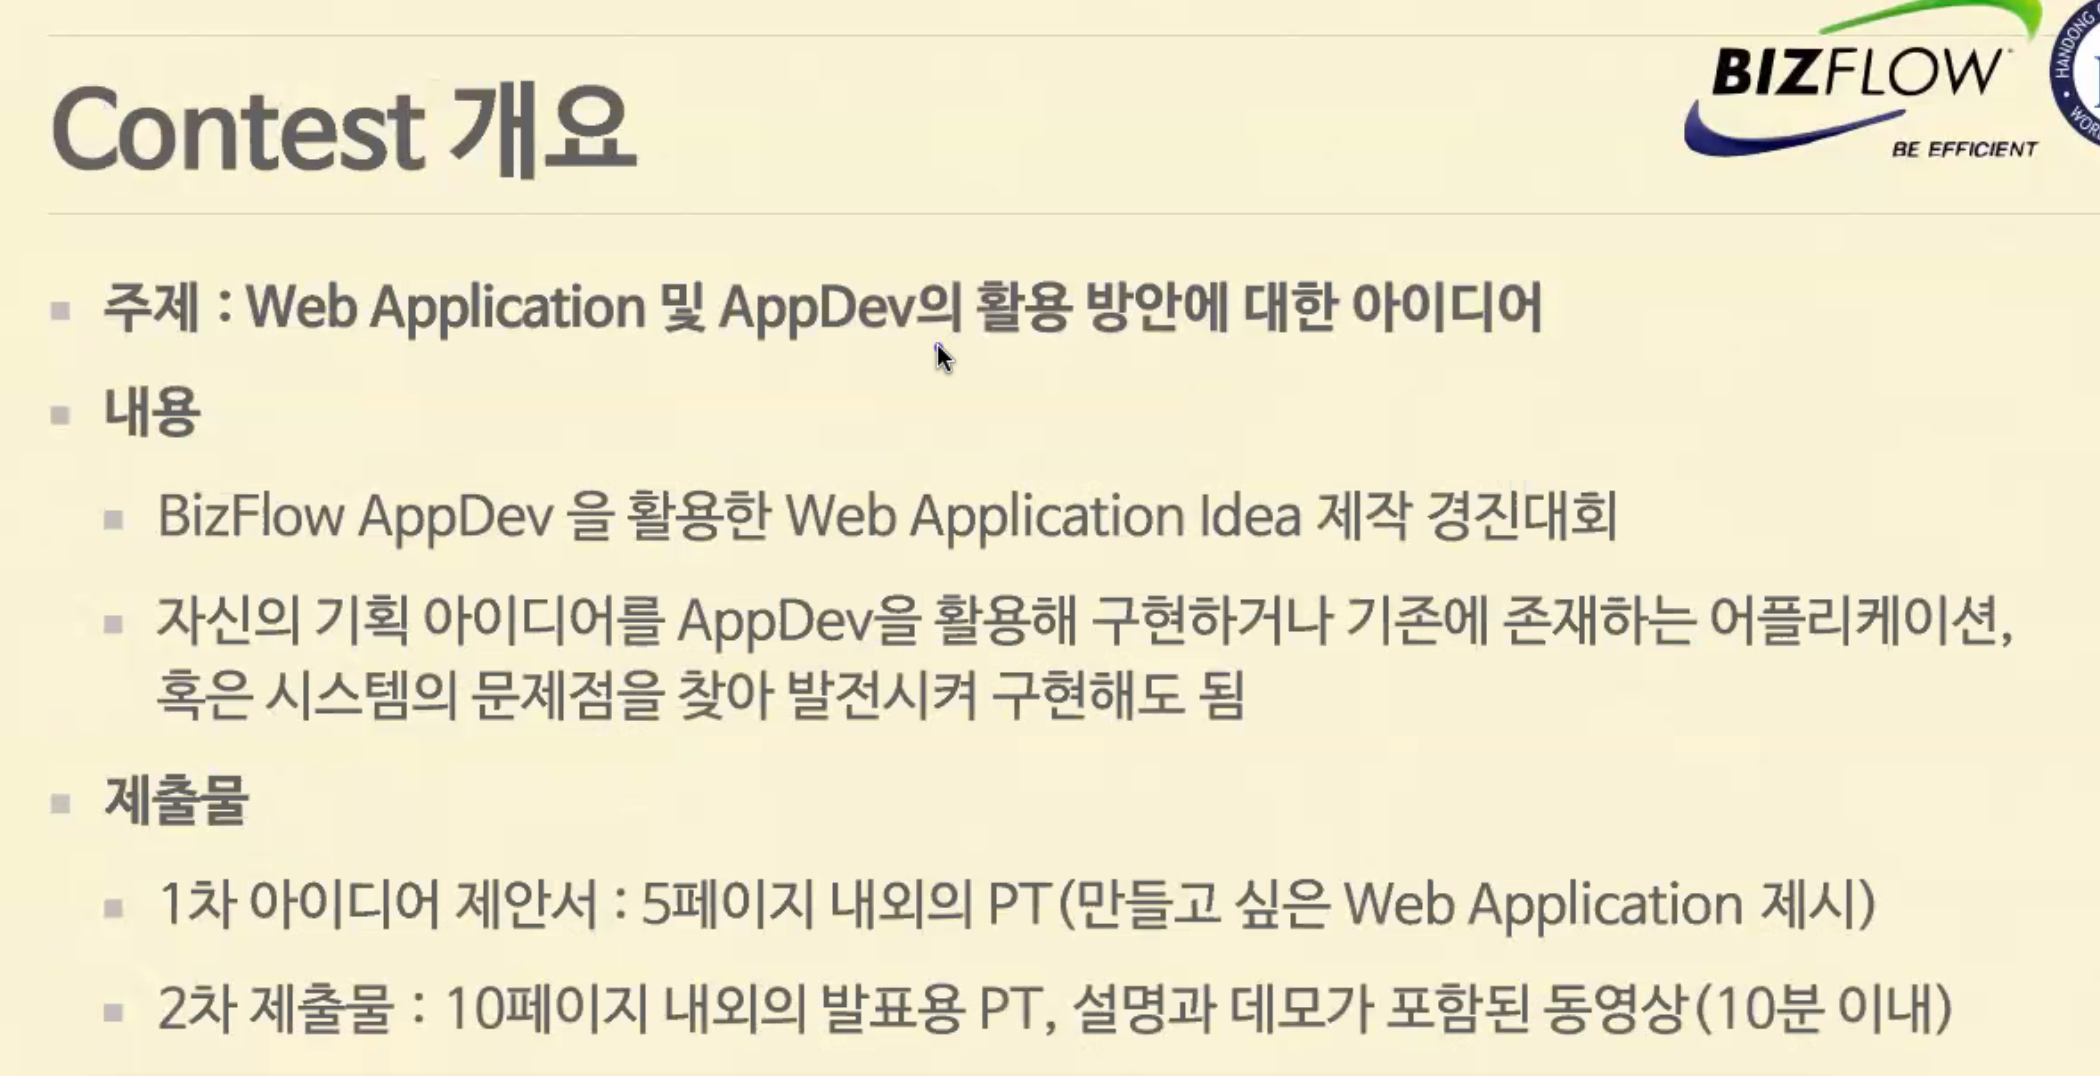 BIZFLOW
BE EFFICIENT
HANDONG
WOR
Contest 개요
주제 : Web Application 및 AppDev의 활용 방안에 대한 아이디어
내용
BizFlow AppDev 을 활용한 Web Application Idea 제작 경진대회
자신의 기획 아이디어를 AppDev을 활용해 구현하거나 기존에 존재하는 어플리케이션,
혹은 시스템의 문제점을 찾아 발전시켜 구현해도 됨
제출물
1차 아이디어 제안서 : 5페이지 내외의 PT(만들고 싶은 Web Application 제시)
2차 제출물 : 10페이지 내외의 발표용 PT, 설명과 데모가 포함된 동영상(10분 이내)